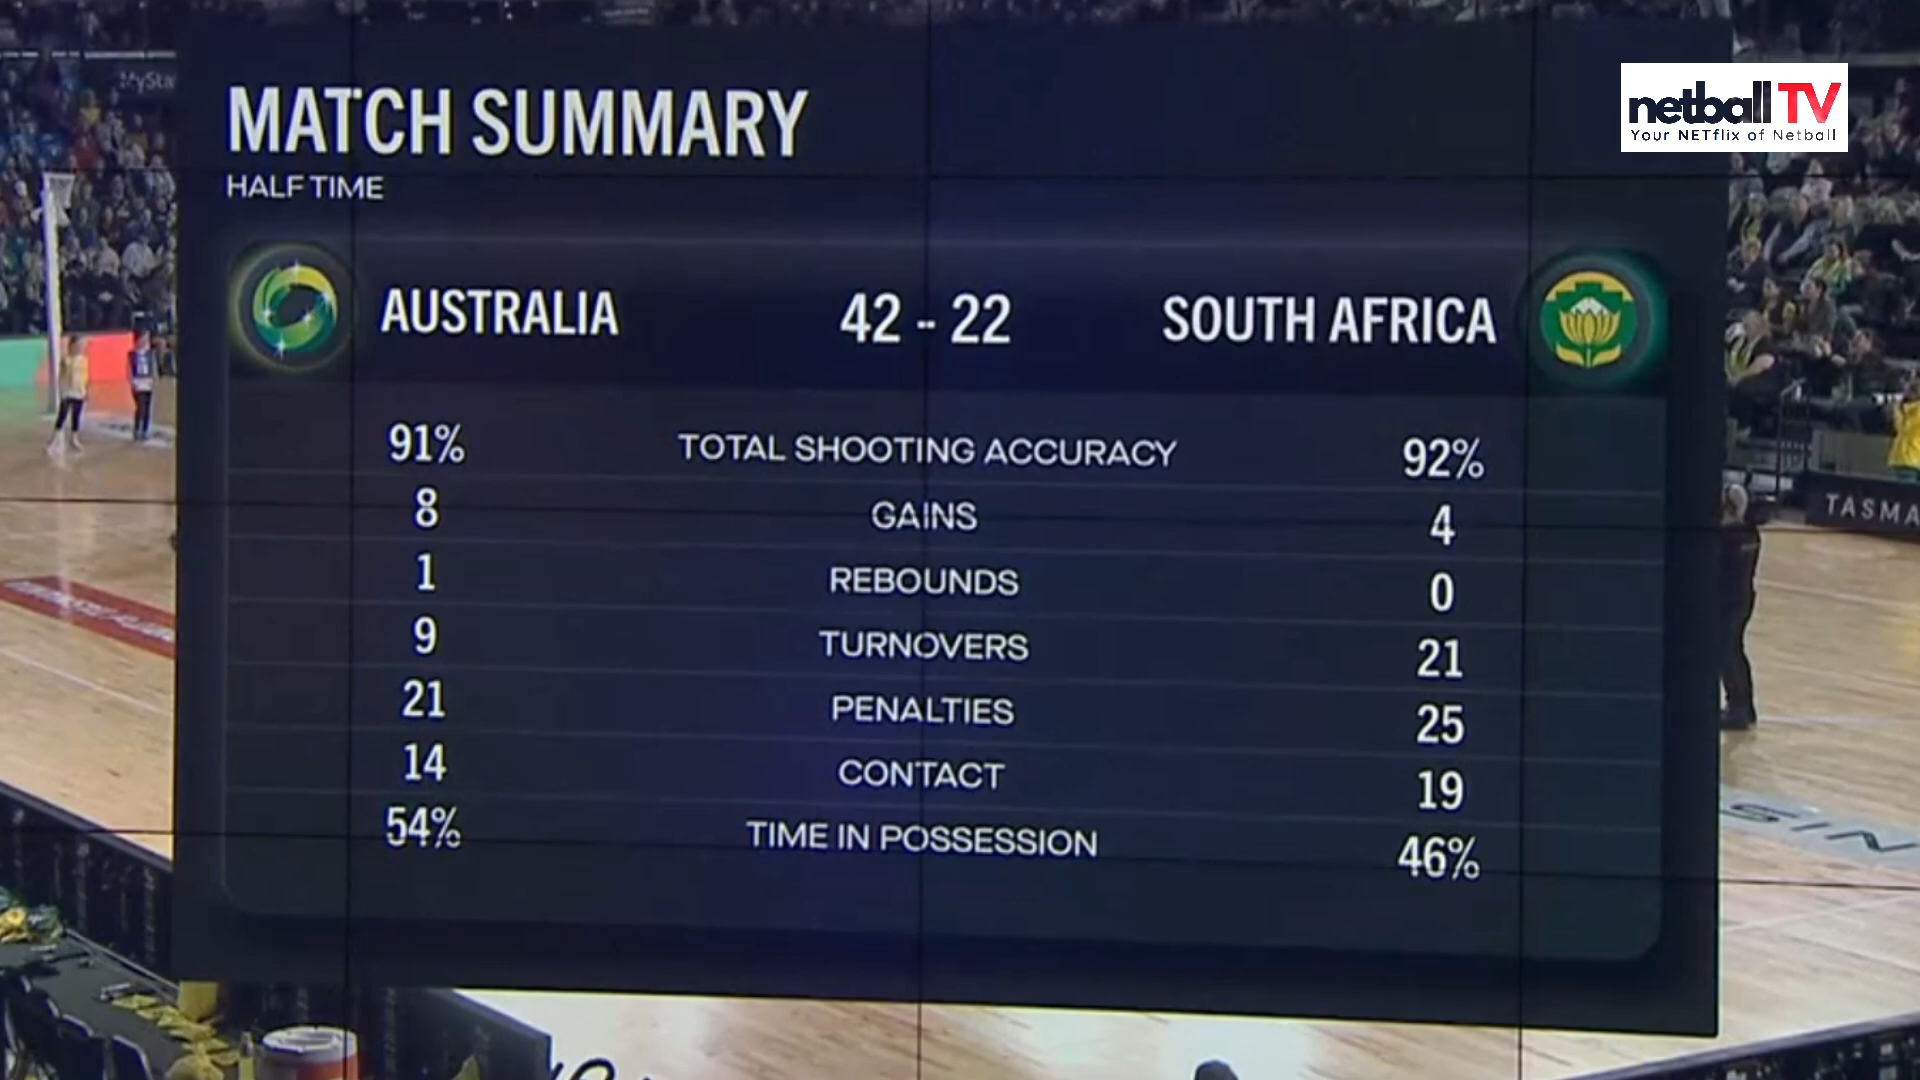 MySta
netball TV
Your NETflix of Netball
MATCH SUMMARY
HALF TIME
AUSTRALIA 42 - 22 SOUTH AFRICA
91% TOTAL SHOOTING ACCURACY 92%
8 GAINS 4
1 REBOUNDS 0
9 TURNOVERS 21
21 PENALTIES 25
14 CONTACT 19
54% TIME IN POSSESSION 46%
TASMA
GIN